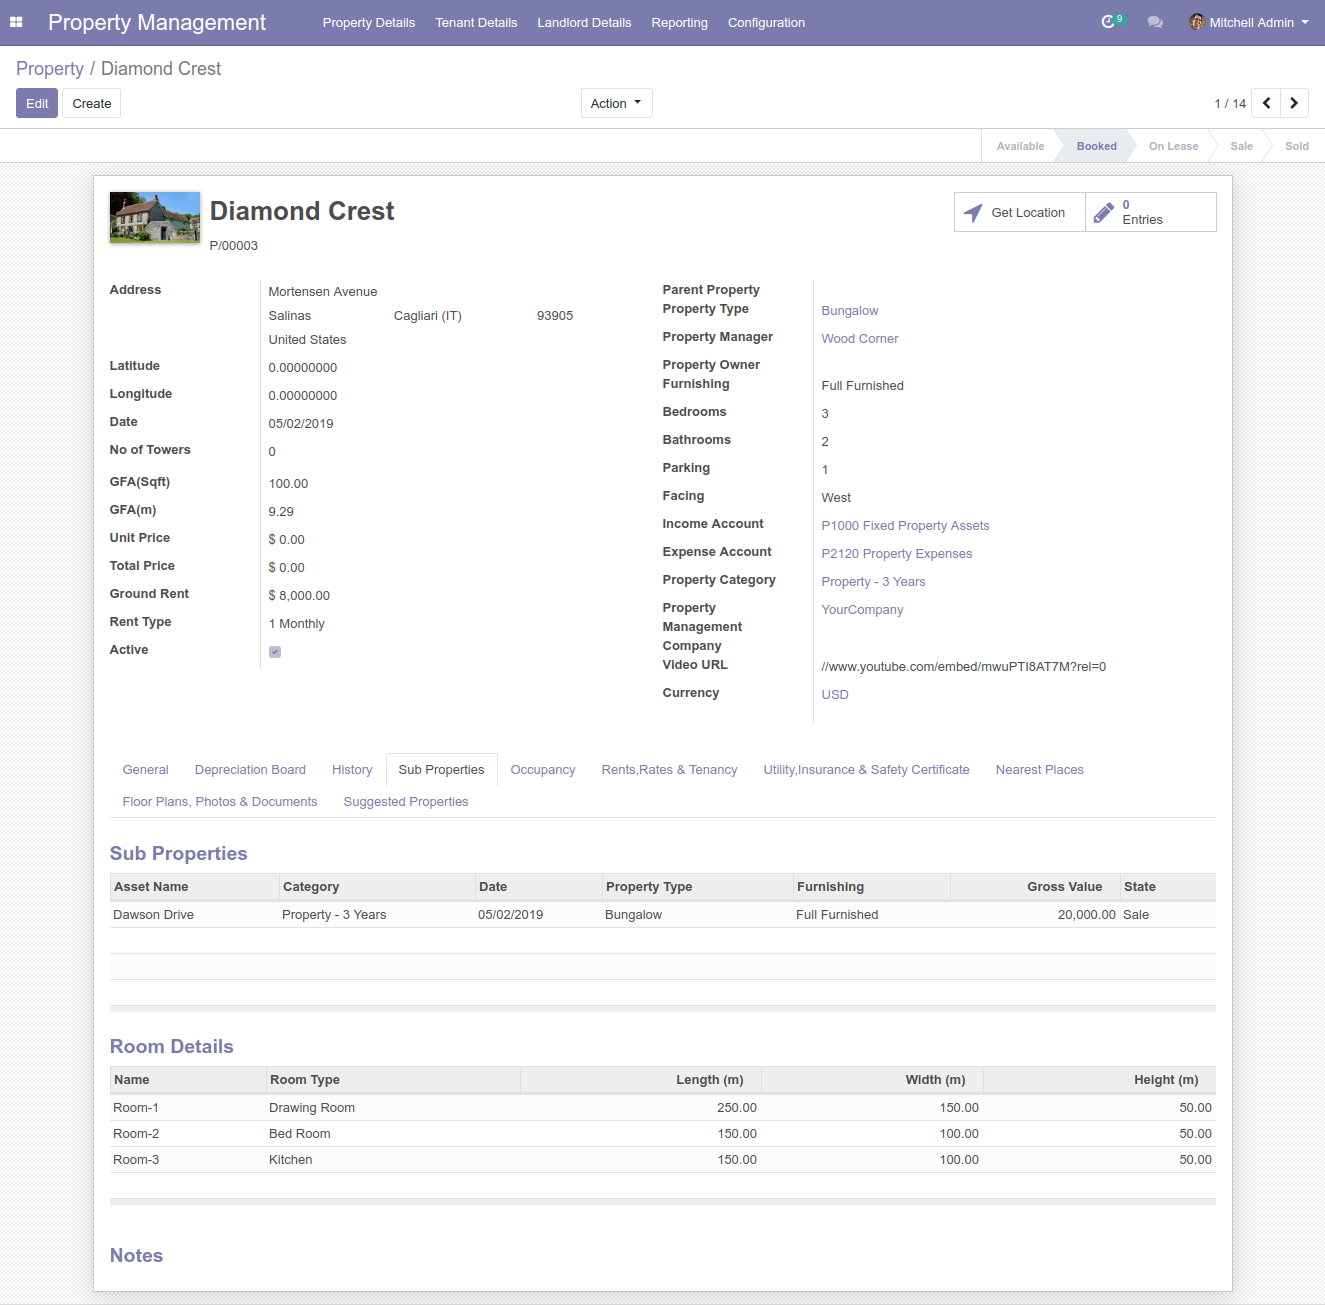 Property Management Property Details Tenant Details Landlord Details Reporting Configuration 9 Mitchell Admin
Property / Diamond Crest
Edit Create Action 1 / 14
Available Booked On Lease Sale Sold
Diamond Crest
P/00003
Get Location
0
Entries
Address Mortensen Avenue
Salinas Cagliari (IT) 93905
United States
Latitude 0.00000000
Longitude 0.00000000
Date 05/02/2019
No of Towers 0
GFA(Sqft) 100.00
GFA(m) 9.29
Unit Price $ 0.00
Total Price $ 0.00
Ground Rent $ 8,000.00
Rent Type 1 Monthly
Active
Parent Property
Property Type Bungalow
Property Manager Wood Corner
Property Owner
Furnishing Full Furnished
Bedrooms 3
Bathrooms 2
Parking 1
Facing West
Income Account P1000 Fixed Property Assets
Expense Account P2120 Property Expenses
Property Category Property - 3 Years
Property YourCompany
Management
Company
Video URL //www.youtube.com/embed/mwuPTI8AT7M?rel=0
Currency USD
General Depreciation Board History Sub Properties Occupancy Rents,Rates & Tenancy Utility,Insurance & Safety Certificate Nearest Places
Floor Plans, Photos & Documents Suggested Properties
Sub Properties
Asset Name Category Date Property Type Furnishing Gross Value State
Dawson Drive Property - 3 Years 05/02/2019 Bungalow Full Furnished 20,000.00 Sale
Room Details
Name Room Type Length (m) Width (m) Height (m)
Room-1 Drawing Room 250.00 150.00 50.00
Room-2 Bed Room 150.00 100.00 50.00
Room-3 Kitchen 150.00 100.00 50.00
Notes